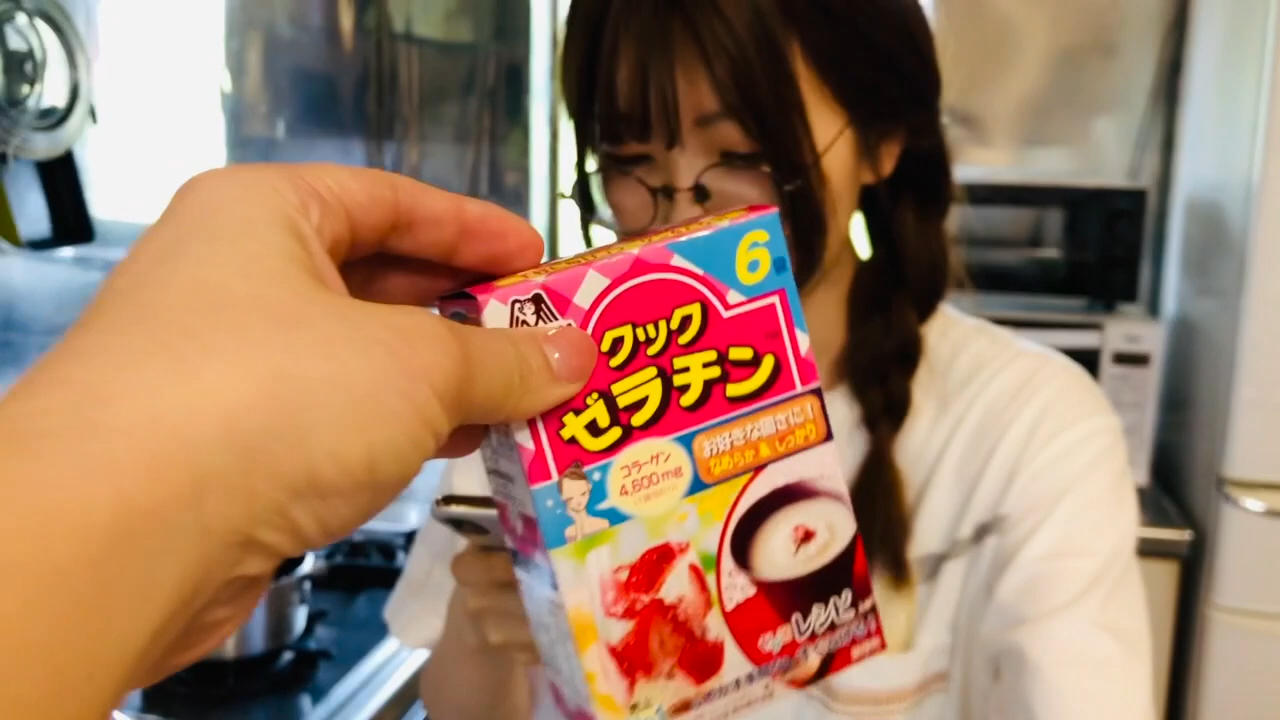 6
クック
ゼラチン
お好きな固さに!
なめらか & しっかり
コラーゲン
4,600mg
レシピ